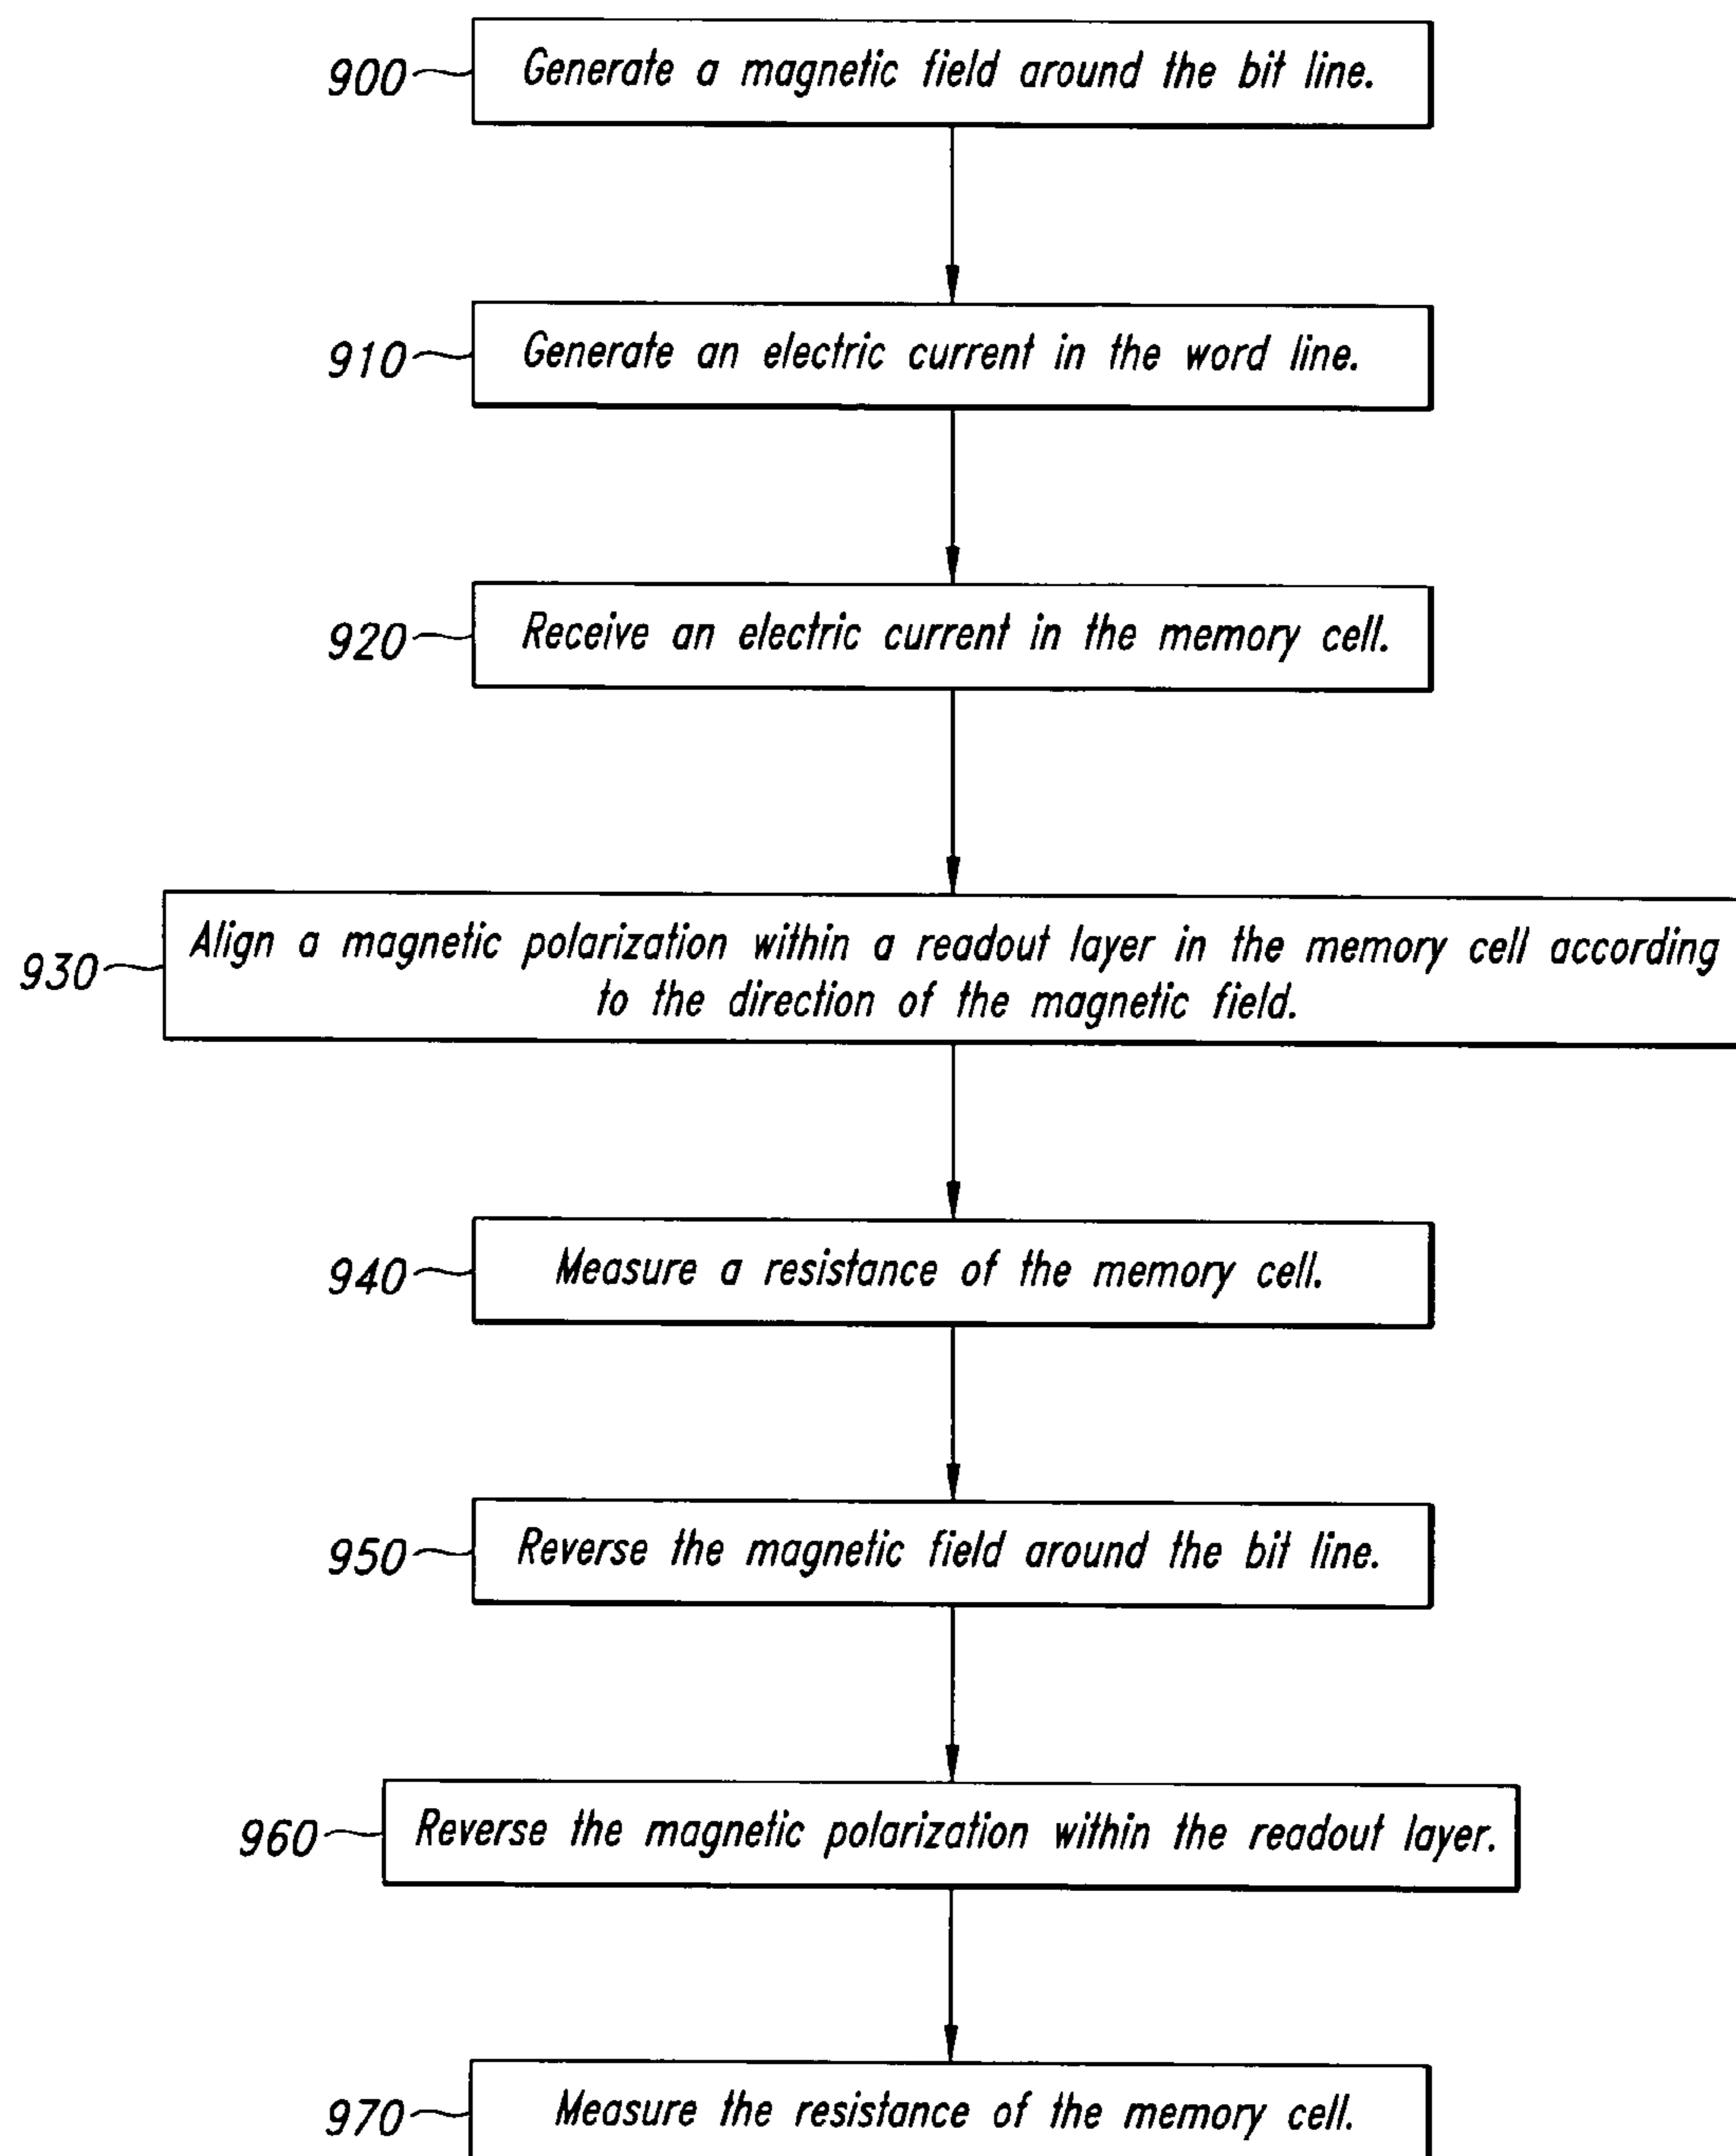 900 Generate a magnetic field around the bit line.
910 Generate an electric current in the word line.
920 Receive an electric current in the memory cell.
930 Align a magnetic polarization within a readout layer in the memory cell according
to the direction of the magnetic field.
940 Measure a resistance of the memory cell.
950 Reverse the magnetic field around the bit line.
960 Reverse the magnetic polarization within the readout layer.
970 Measure the resistance of the memory cell.